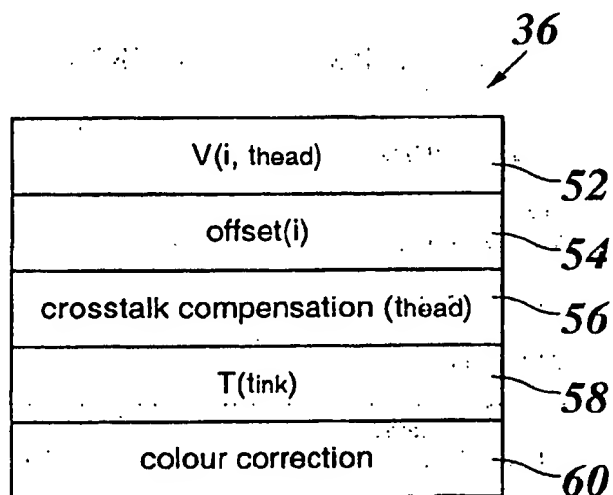 36
V(i, thead)
52
offset(i)
54
crosstalk compensation (thead)
56
T(tink)
58
colour correction
60